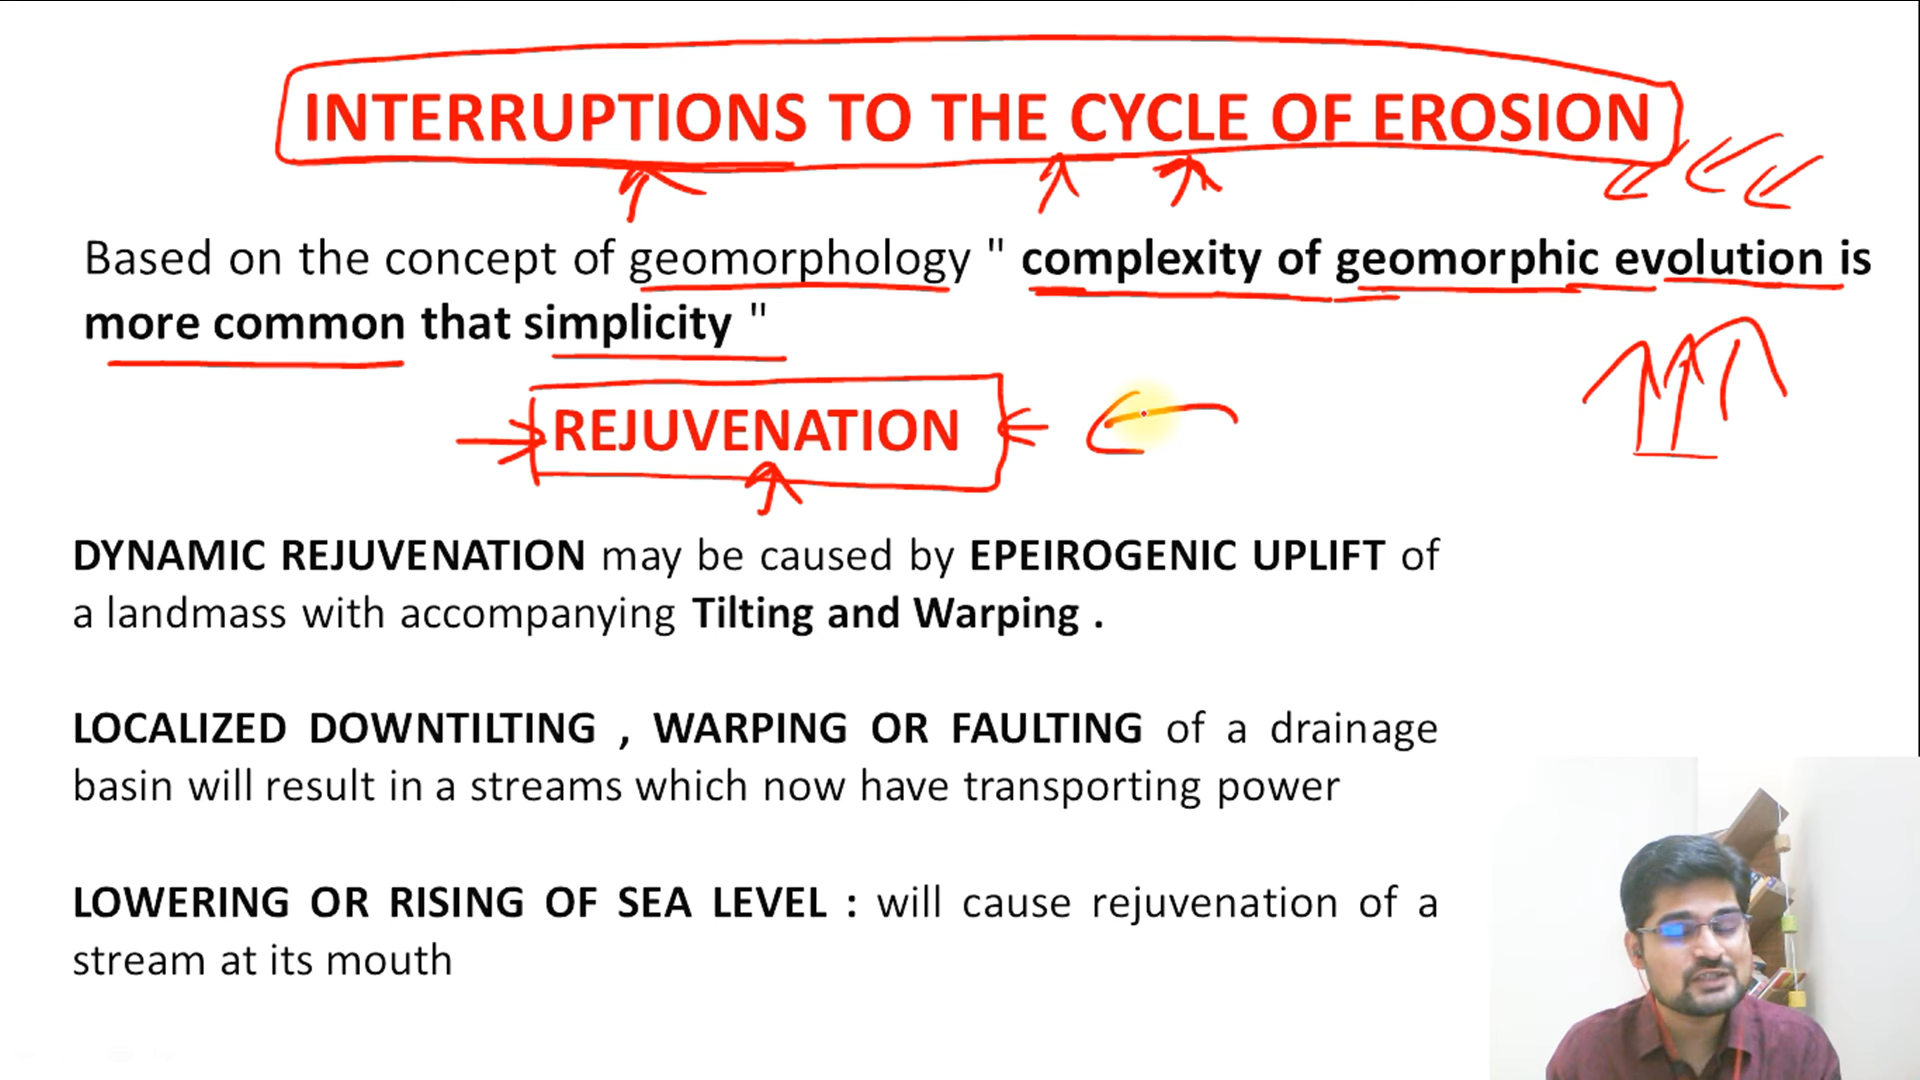 INTERRUPTIONS TO THE CYCLE OF EROSION
Based on the concept of geomorphology " complexity of geomorphic evolution is
more common that simplicity "
REJUVENATION
DYNAMIC REJUVENATION may be caused by EPEIROGENIC UPLIFT of
a landmass with accompanying Tilting and Warping .
LOCALIZED DOWNTILTING , WARPING OR FAULTING of a drainage
basin will result in a streams which now have transporting power
LOWERING OR RISING OF SEA LEVEL : will cause rejuvenation of a
stream at its mouth